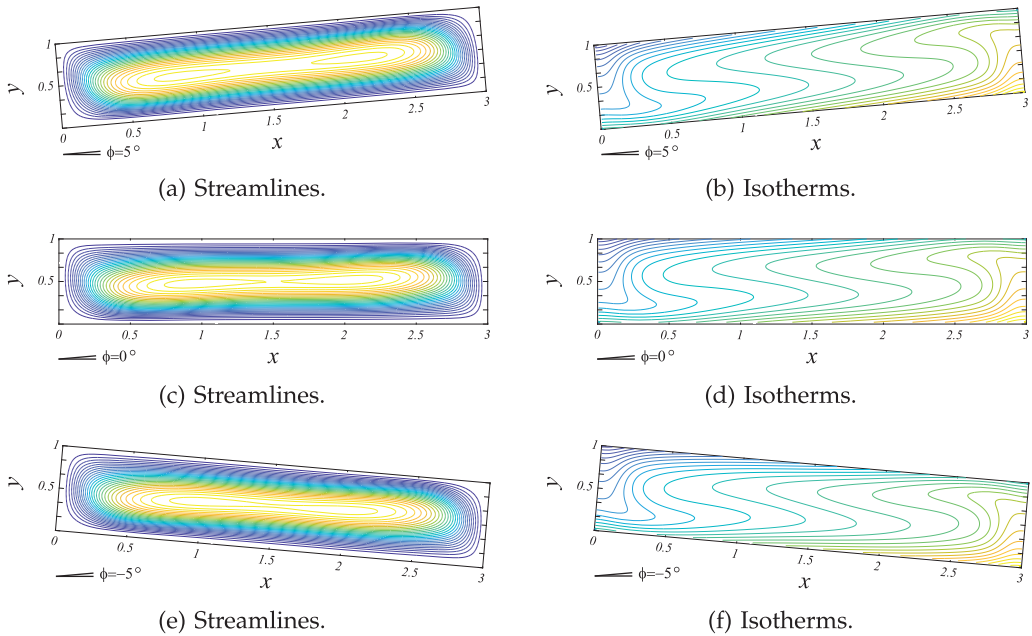 1
y
0.5
0
0.5
1
1.5
2
2.5
3
x
ϕ=5°
(a) Streamlines.
1
y
0.5
0
0.5
1
1.5
2
2.5
3
x
ϕ=5°
(b) Isotherms.
1
y
0.5
0
0.5
1
1.5
2
2.5
3
x
ϕ=0°
(c) Streamlines.
1
y
0.5
0
0.5
1
1.5
2
2.5
3
x
ϕ=0°
(d) Isotherms.
1
y
0.5
0
0.5
1
1.5
2
2.5
3
x
ϕ=−5°
(e) Streamlines.
1
y
0.5
0
0.5
1
1.5
2
2.5
3
x
ϕ=−5°
(f) Isotherms.